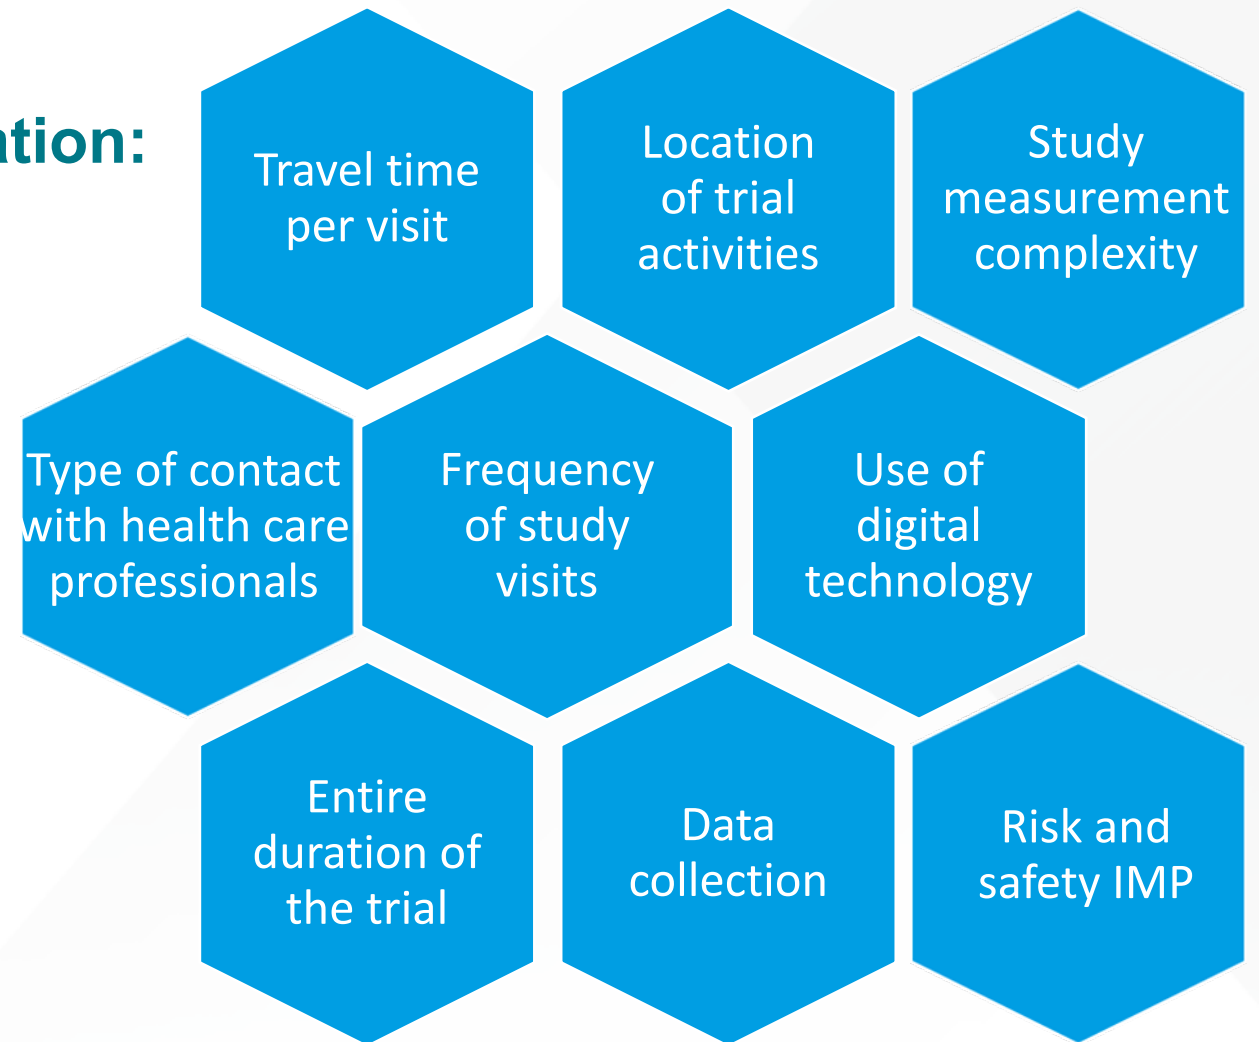 ation:
Travel time
per visit
Location
of trial
activities
Study
measurement
complexity
Type of contact
with health care
professionals
Frequency
of study
visits
Use of
digital
technology
Entire
duration of
the trial
Data
collection
Risk and
safety IMP